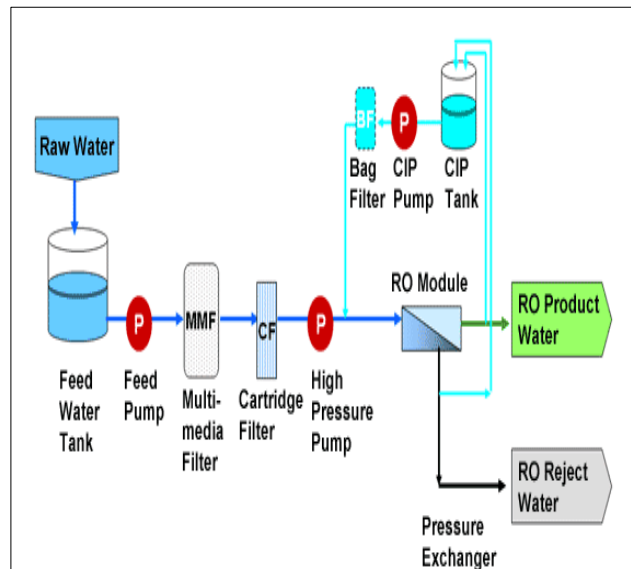 Raw Water
BF
P
Bag
Filter
CIP
Pump
CIP
Tank
RO Module
P
MMF
CF
P
RO Product
Water
Feed
Water
Tank
Feed
Pump
Multi-
media
Filter
Cartridge
Filter
High
Pressure
Pump
RO Reject
Water
Pressure
Exchanger